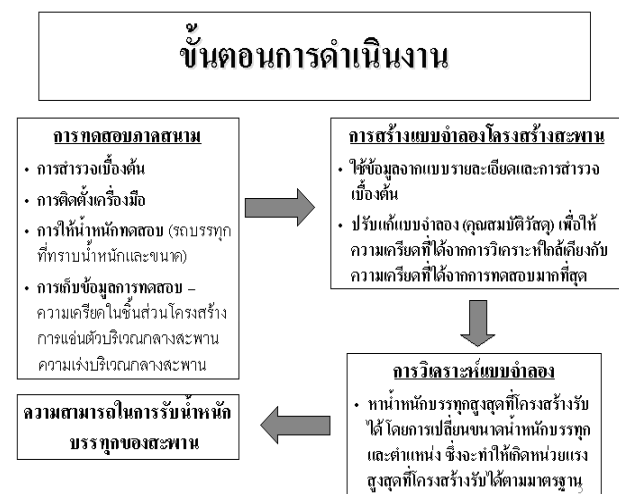 ขั้นตอนการดำเนินงาน
การทดสอบภาคสนาม
• การสำรวจเบื้องต้น
• การติดตั้งเครื่องมือ
• การให้น้ำหนักทดสอบ (รถบรรทุก
ที่ทราบน้ำหนักและขนาด)
• การเก็บข้อมูลการทดสอบ –
ความเครียดในชิ้นส่วนโครงสร้าง
การแอ่นตัวบริเวณกลางสะพาน
ความเร่งบริเวณกลางสะพาน
การสร้างแบบจำลองโครงสร้างสะพาน
• ใช้ข้อมูลจากแบบรายละเอียดและการสำรวจ
เบื้องต้น
• ปรับแก้แบบจำลอง (คุณสมบัติวัสดุ) เพื่อให้
ความเครียดที่ได้จากการวิเคราะห์ใกล้เคียงกับ
ความเครียดที่ได้จากการทดสอบมากที่สุด
การวิเคราะห์แบบจำลอง
• หาน้ำหนักบรรทุกสูงสุดที่โครงสร้างรับ
ได้ โดยการเปลี่ยนขนาดน้ำหนักบรรทุก
และตำแหน่ง ซึ่งจะทำให้เกิดหน่วยแรง
สูงสุดที่โครงสร้างรับได้ตามมาตรฐาน
ความสามารถในการรับน้ำหนัก
บรรทุกของสะพาน